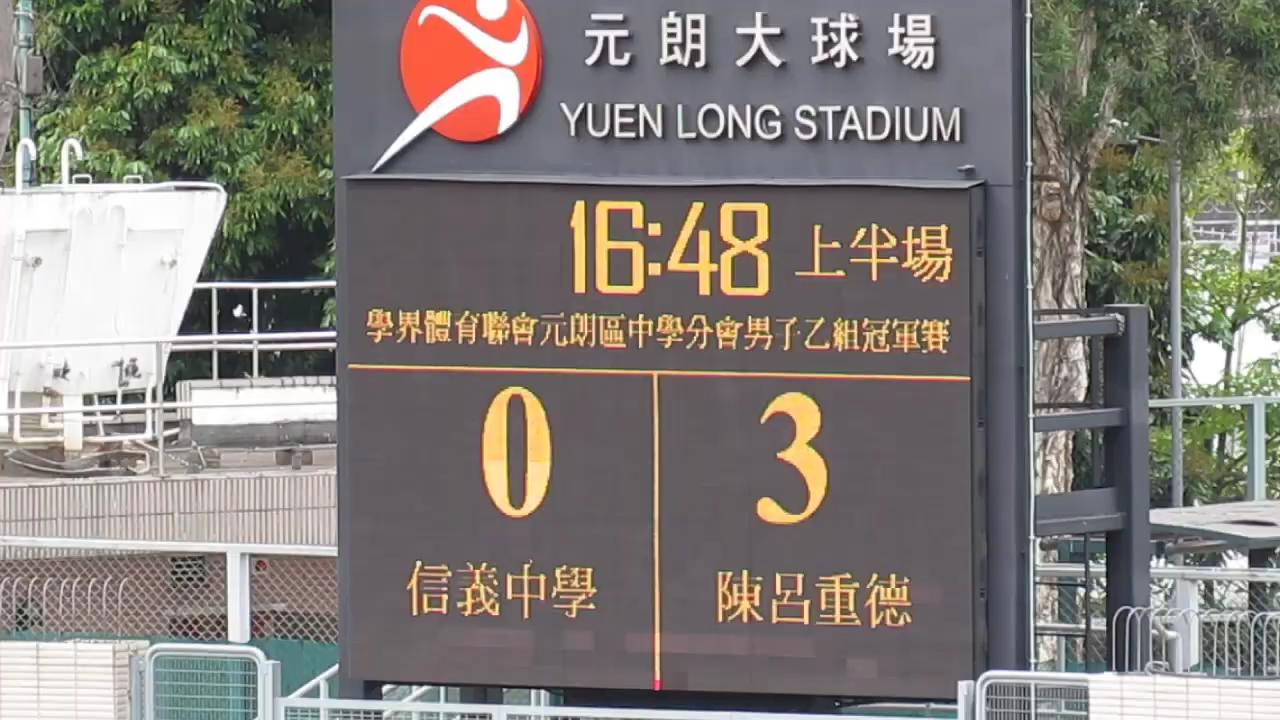 元朗大球場
YUEN LONG STADIUM
16:48 上半場
學界體育聯會元朗區中學分會男子乙組冠軍賽
0 3
信義中學 陳呂重德